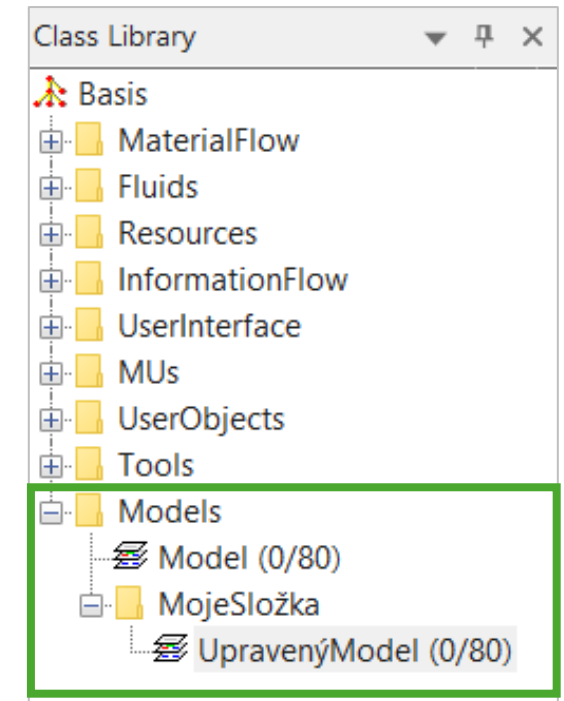 Class Library
Basis
MaterialFlow
Fluids
Resources
InformationFlow
UserInterface
MUs
UserObjects
Tools
Models
Model (0/80)
MojeSložka
UpravenýModel (0/80)